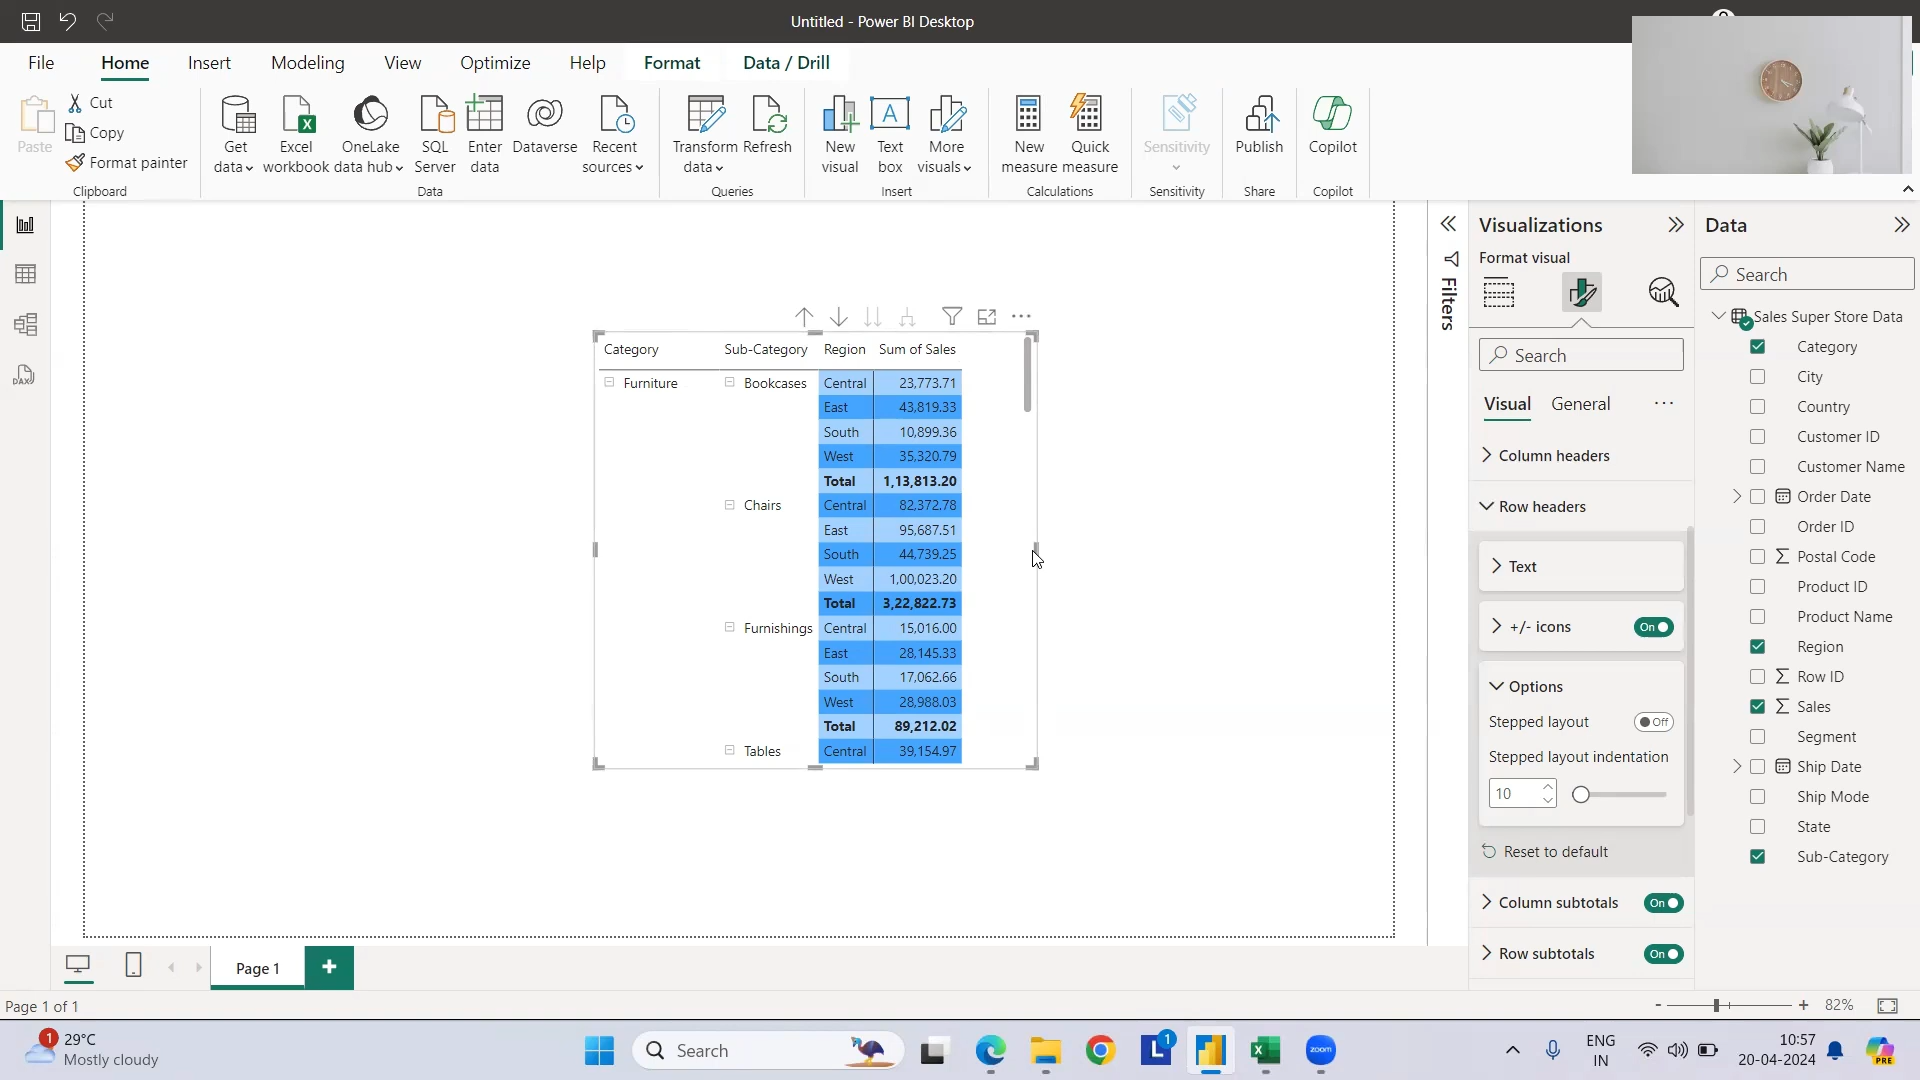 Untitled - Power BI Desktop
File Home Insert Modeling View Optimize Help Format Data / Drill
Paste
Cut
Copy
Format painter
Clipboard
Get data
Excel workbook
OneLake data hub
SQL Server
Enter data
Dataverse
Recent sources
Data
Transform data
Refresh
Queries
New visual
Text box
More visuals
Insert
New measure
Quick measure
Calculations
Sensitivity
Sensitivity
Publish
Share
Copilot
Copilot
Category Sub-Category Region Sum of Sales
Furniture Bookcases Central 23,773.71
East 43,819.33
South 10,899.36
West 35,320.79
Total 1,13,813.20
Chairs Central 82,372.78
East 95,687.51
South 44,739.25
West 1,00,023.20
Total 3,22,822.73
Furnishings Central 15,016.00
East 28,145.33
South 17,062.66
West 28,988.03
Total 89,212.02
Tables Central 39,154.97
Filters
Visualizations
Format visual
Search
Visual General
Column headers
Row headers
Text
+/- icons On
Options
Stepped layout Off
Stepped layout indentation
10
Reset to default
Column subtotals On
Row subtotals On
Data
Search
Sales Super Store Data
Category
City
Country
Customer ID
Customer Name
Order Date
Order ID
Postal Code
Product ID
Product Name
Region
Row ID
Sales
Segment
Ship Date
Ship Mode
State
Sub-Category
DAX
Page 1
Page 1 of 1
- + 82%
1
29°C
Mostly cloudy
Search
L 1
zoom
ENG
IN
10:57
20-04-2024
PRE